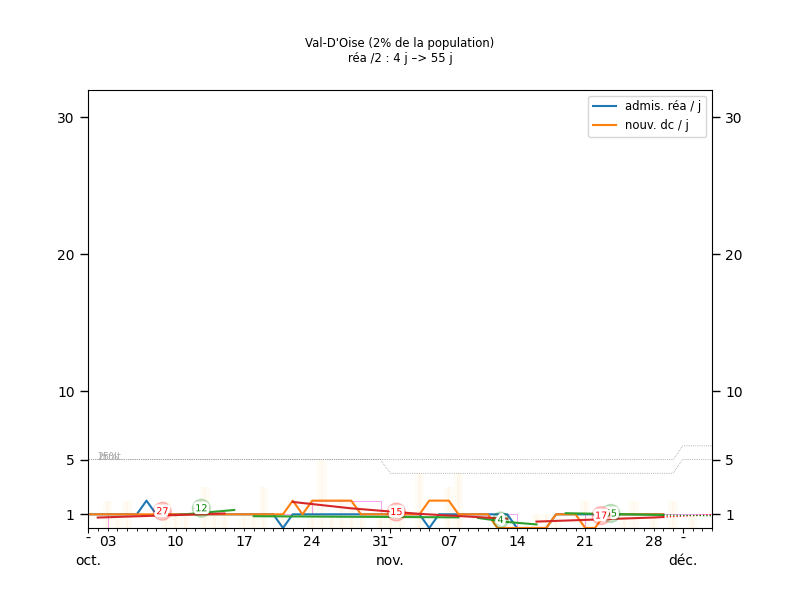 Val-D'Oise (2% de la population)
réa /2 : 4 j –> 55 j
admis. réa / j
nouv. dc / j
30 30
20 20
10 10
5 5
1 1
27 12 15 4 17
- 03 10 17 24 31- 07 14 21 28 -
oct. nov. déc.